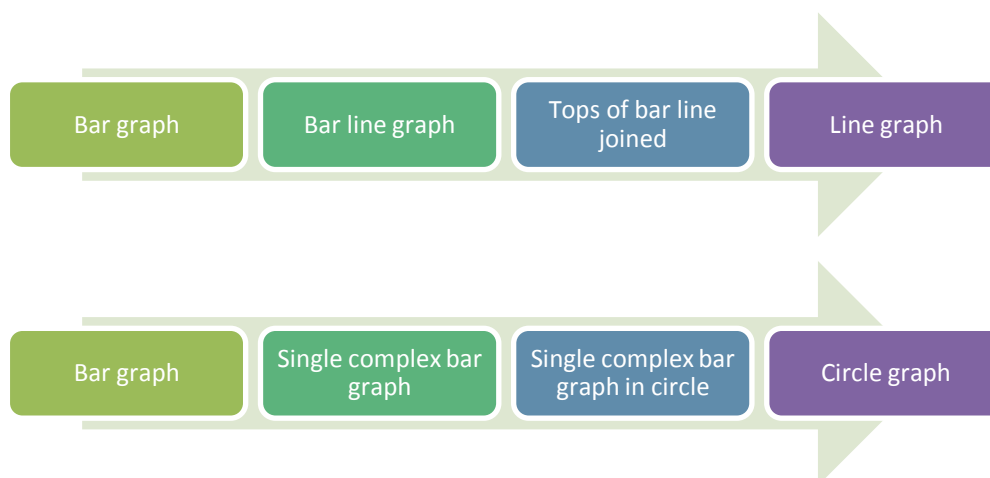 Bar graph
Bar line graph
Tops of bar line
joined
Line graph
Bar graph
Single complex bar
graph
Single complex bar
graph in circle
Circle graph